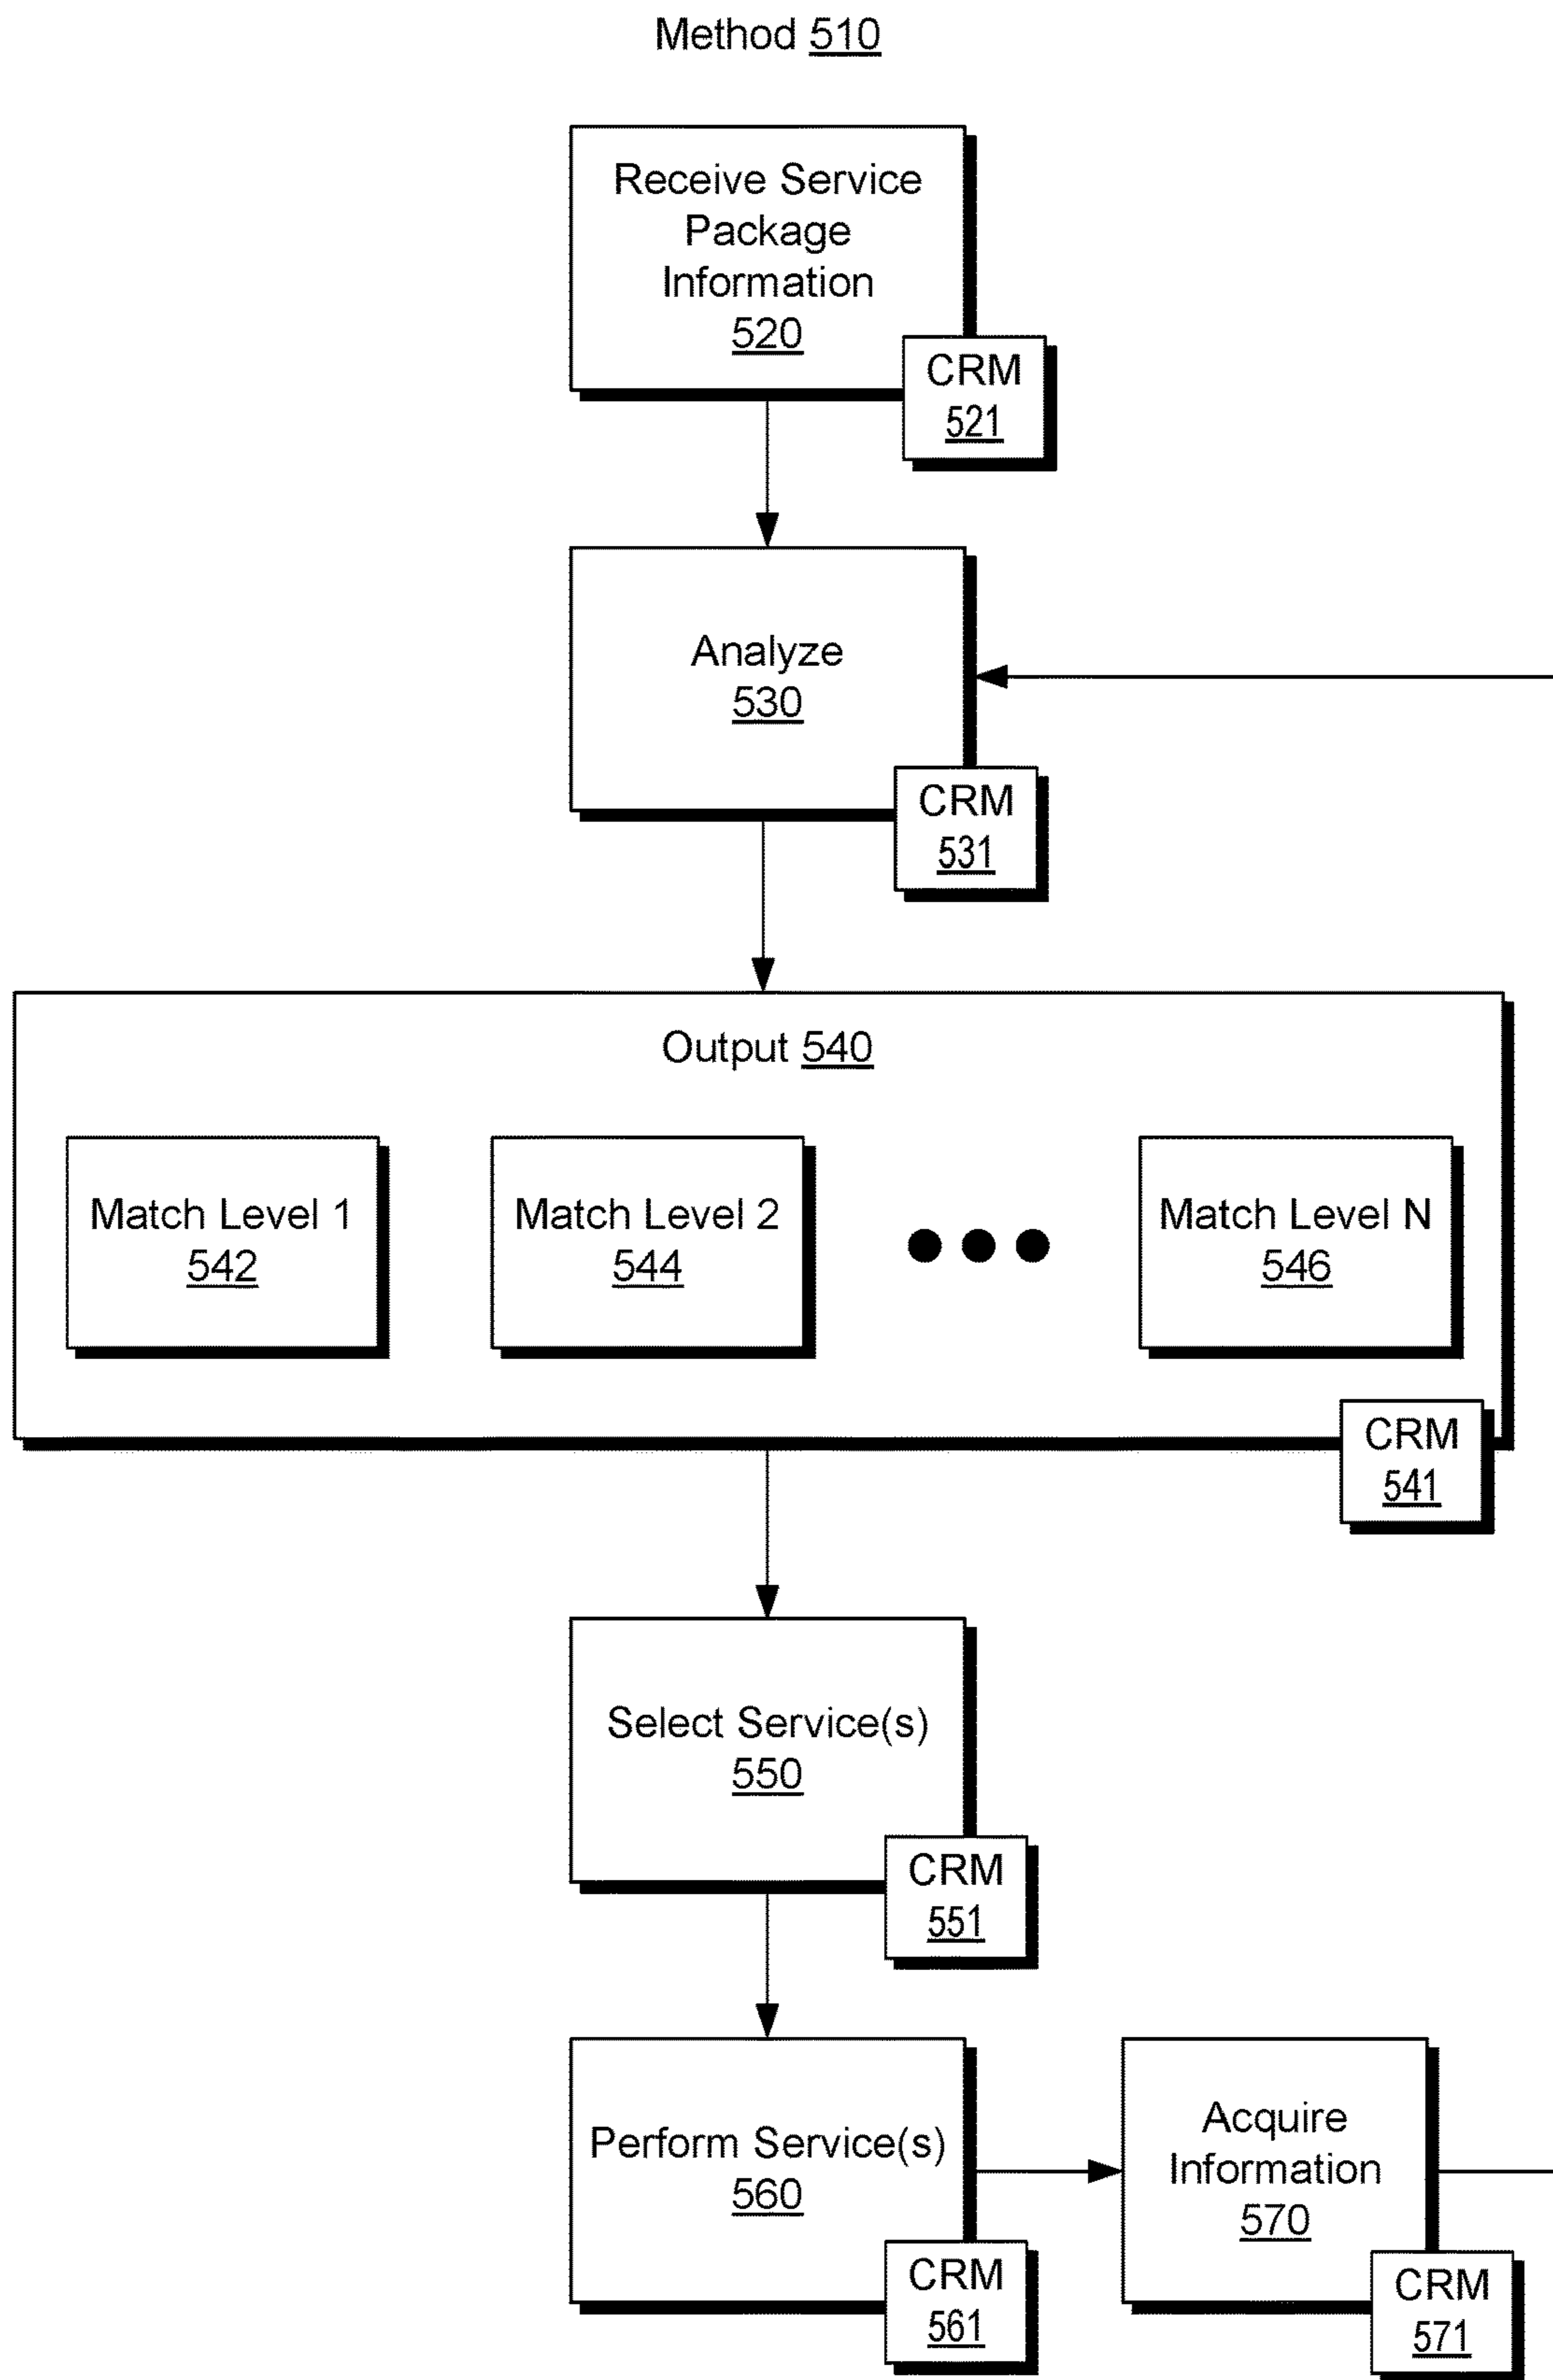 Method 510
Receive Service
Package
Information
520
CRM
521
Analyze
530
CRM
531
Output 540
Match Level 1
542
Match Level 2
544
Match Level N
546
CRM
541
Select Service(s)
550
CRM
551
Perform Service(s)
560
CRM
561
Acquire
Information
570
CRM
571